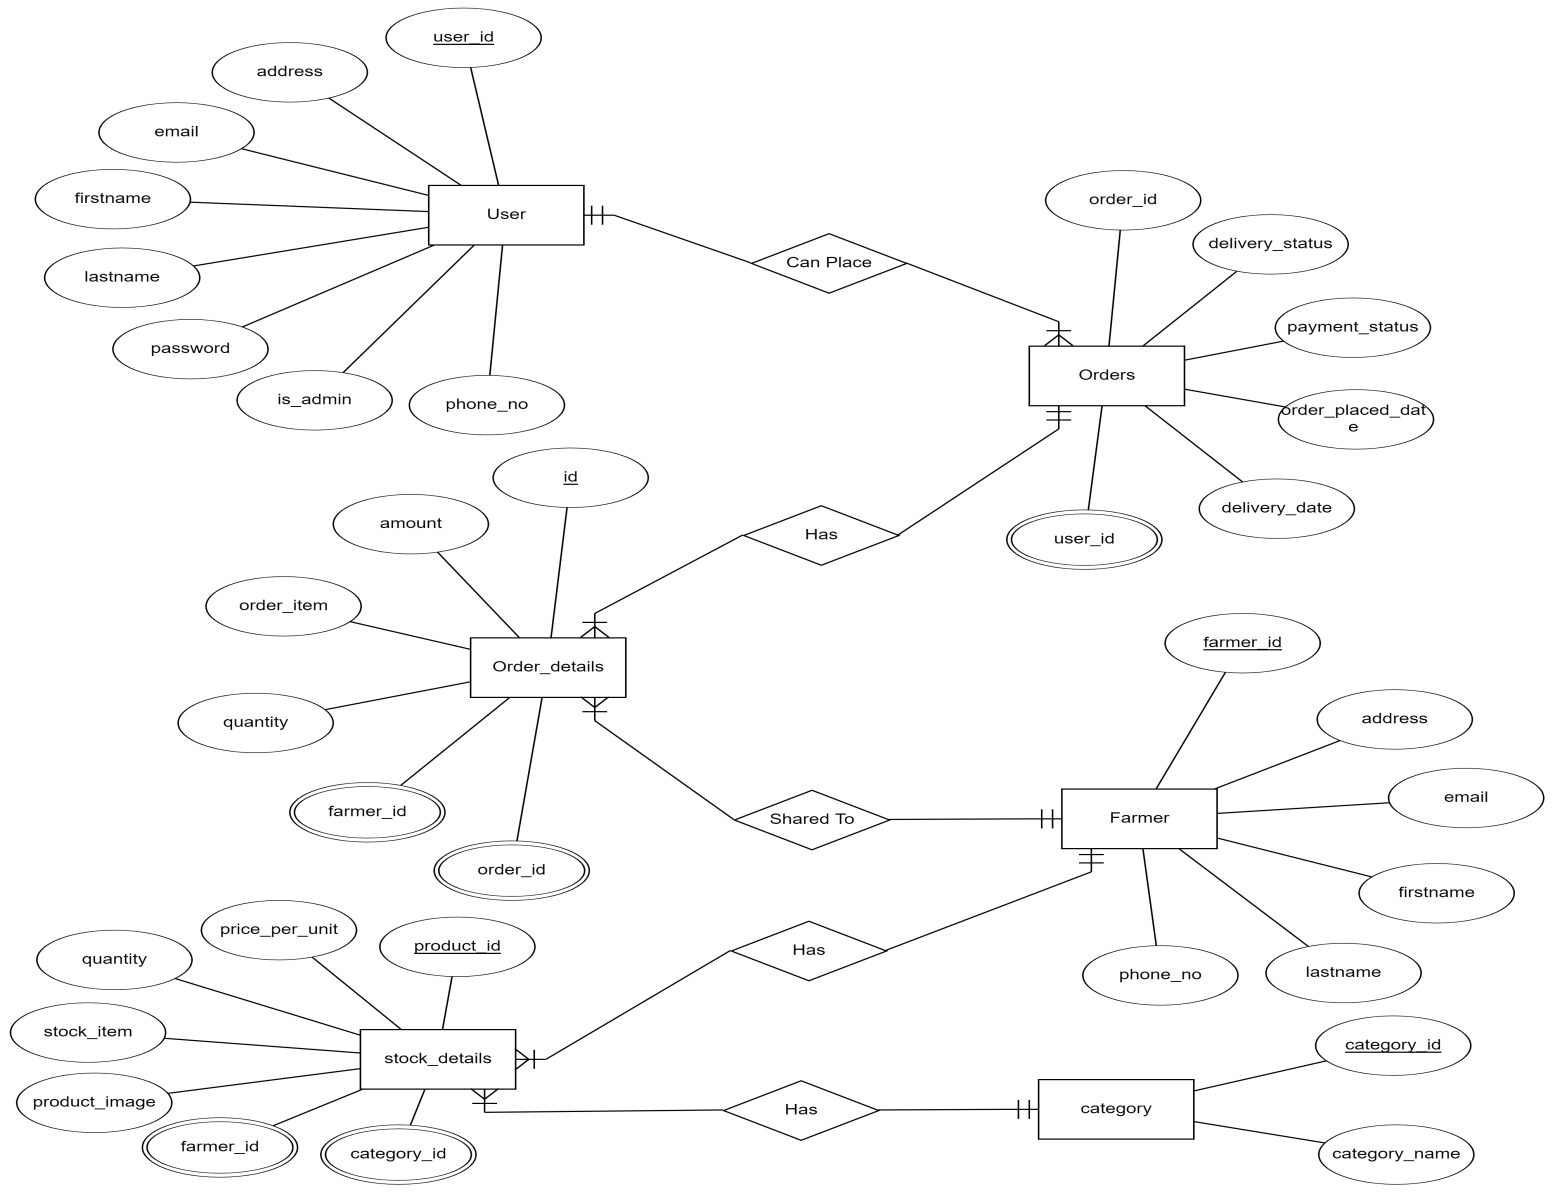 user_id
address
email
firstname
lastname
password
is_admin
phone_no
User
Can Place
order_id
delivery_status
payment_status
order_placed_dat
e
delivery_date
user_id
Orders
Has
id
amount
order_item
quantity
farmer_id
order_id
Order_details
Shared To
farmer_id
address
email
firstname
lastname
phone_no
Farmer
Has
product_id
price_per_unit
quantity
stock_item
product_image
farmer_id
category_id
stock_details
Has
category
category_id
category_name